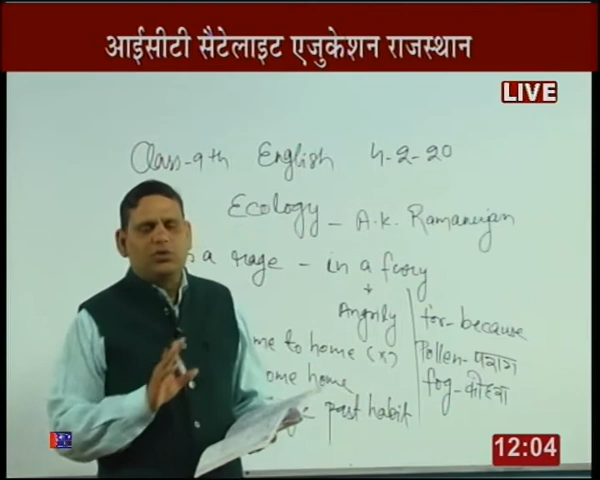 आईसीटी सैटेलाइट एजुकेशन राजस्थान
LIVE
Class-9th English 4-2-20
Ecology - A.K. Ramanujan
a rage - in a fury
Angrily
for-because
me to home (x)
Pollen-पराग
ome home
fog-कोहरा
past habit
12:04